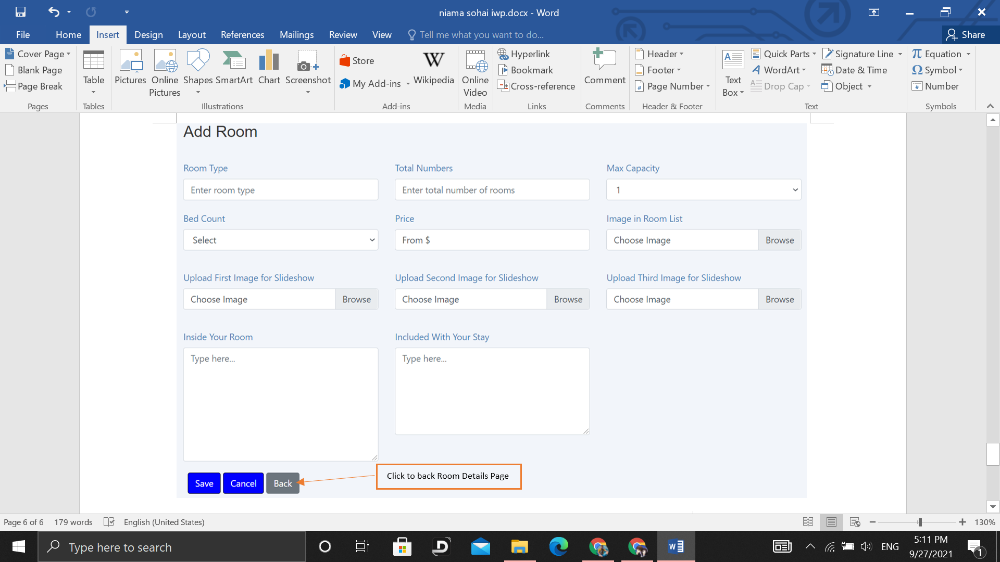 niama sohai iwp.docx - Word
File Home Insert Design Layout References Mailings Review View Tell me what you want to do... Share
Cover Page
Blank Page
Page Break
Pages
Table
Tables
Pictures
Online Pictures
Shapes
SmartArt
Chart
Screenshot
Illustrations
Store
My Add-ins
W
Wikipedia
Add-ins
Online Video
Media
Hyperlink
Bookmark
Cross-reference
Links
Comment
Comments
Header
Footer
Page Number
Header & Footer
Text Box
Quick Parts
WordArt
Drop Cap
Signature Line
Date & Time
Object
Text
Equation
Symbol
Number
Symbols
Add Room
Room Type Total Numbers Max Capacity
Enter room type Enter total number of rooms 1
Bed Count Price Image in Room List
Select From $ Choose Image Browse
Upload First Image for Slideshow Upload Second Image for Slideshow Upload Third Image for Slideshow
Choose Image Browse Choose Image Browse Choose Image Browse
Inside Your Room Included With Your Stay
Type here... Type here...
Save Cancel Back Click to back Room Details Page
Page 6 of 6 179 words English (United States) 130%
Type here to search
ENG
5:11 PM
9/27/2021
1